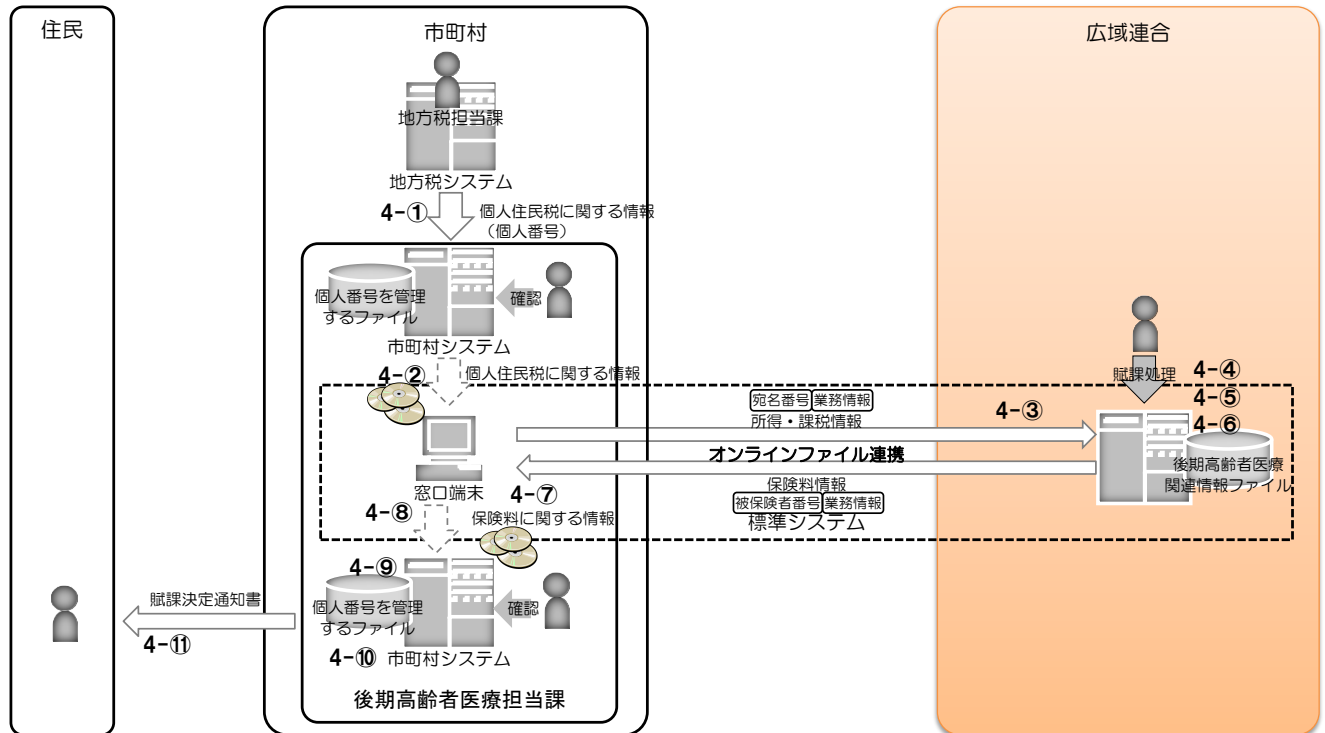 住民
市町村
広域連合
地方税担当課
地方税システム
4-①
個人住民税に関する情報
（個人番号）
個人番号を管理
するファイル
確認
市町村システム
4-②
個人住民税に関する情報
賦課処理
4-④
4-⑤
4-⑥
宛名番号
業務情報
所得・課税情報
4-③
オンラインファイル連携
後期高齢者医療
関連情報ファイル
窓口端末
4-⑦
保険料情報
被保険者番号
業務情報
標準システム
4-⑧
保険料に関する情報
4-⑨
個人番号を管理
するファイル
確認
4-⑩
市町村システム
賦課決定通知書
4-⑪
後期高齢者医療担当課